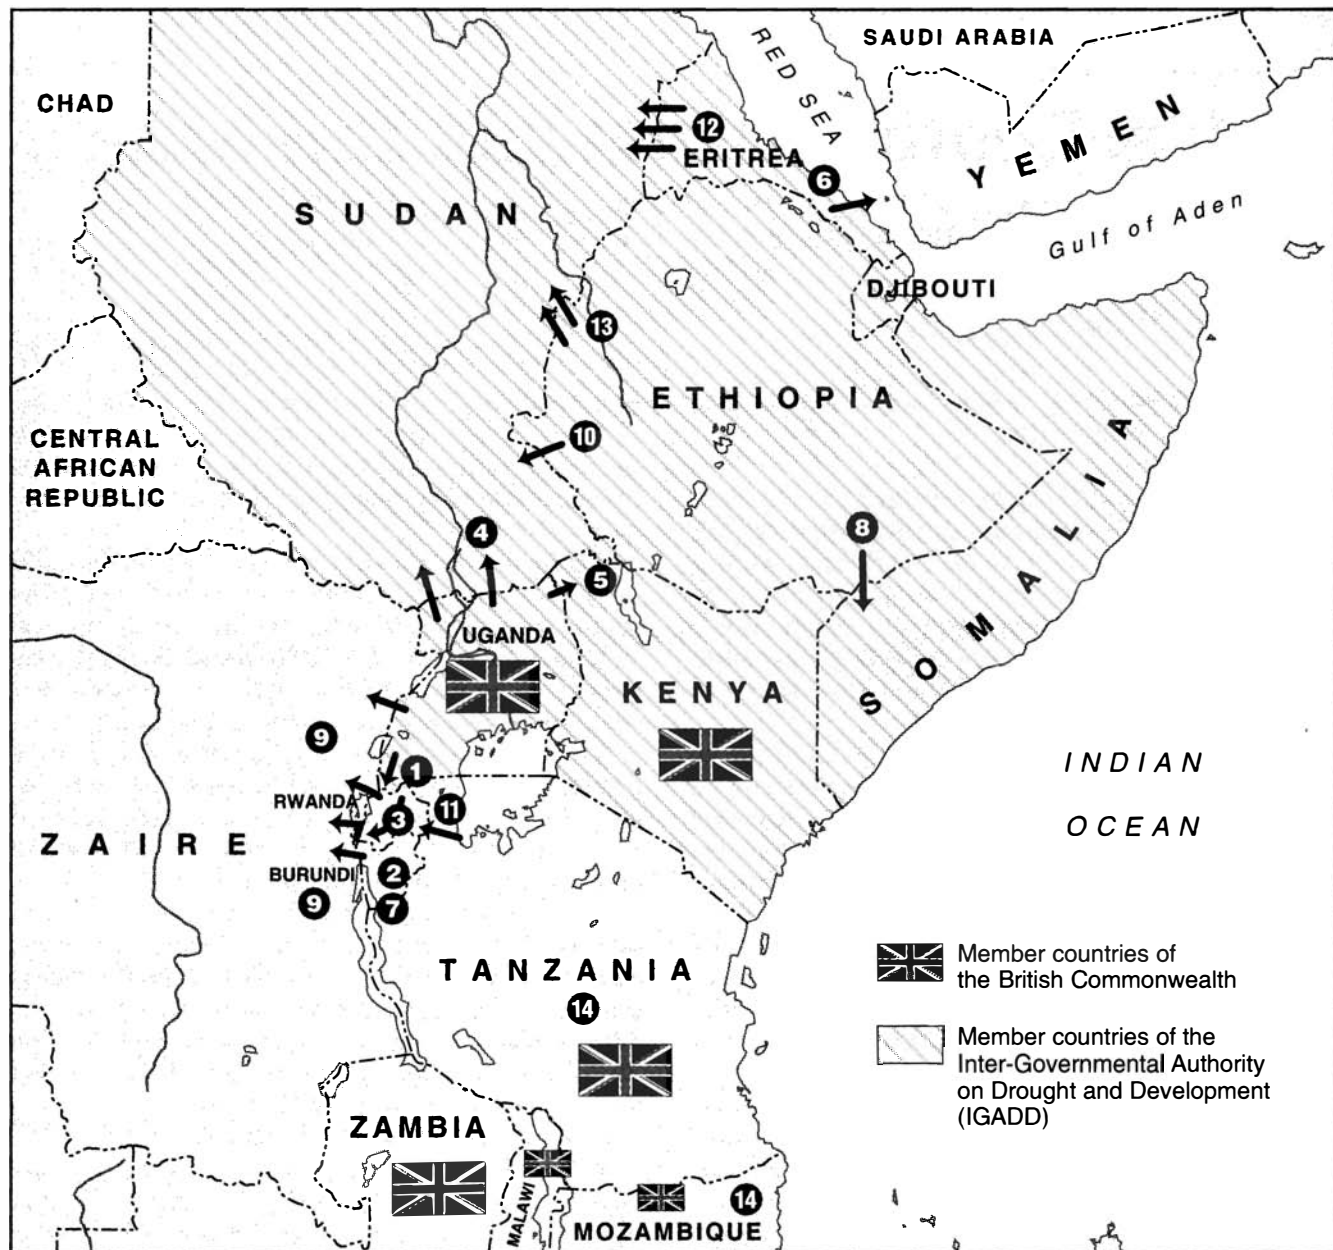 SAUDI ARABIA
RED SEA
CHAD
YEMEN
12
ERITREA
6
SUDAN
Gulf of Aden
DJIBOUTI
13
ETHIOPIA
10
CENTRAL
AFRICAN
REPUBLIC
SOMALIA
4
8
5
UGANDA
KENYA
9
1
INDIAN
OCEAN
RWANDA
11
3
ZAIRE
BURUNDI
2
9
7
TANZANIA
14
Member countries of
the British Commonwealth
Member countries of the
Inter-Governmental Authority
on Drought and Development
(IGADD)
ZAMBIA
MALAWI
14
MOZAMBIQUE